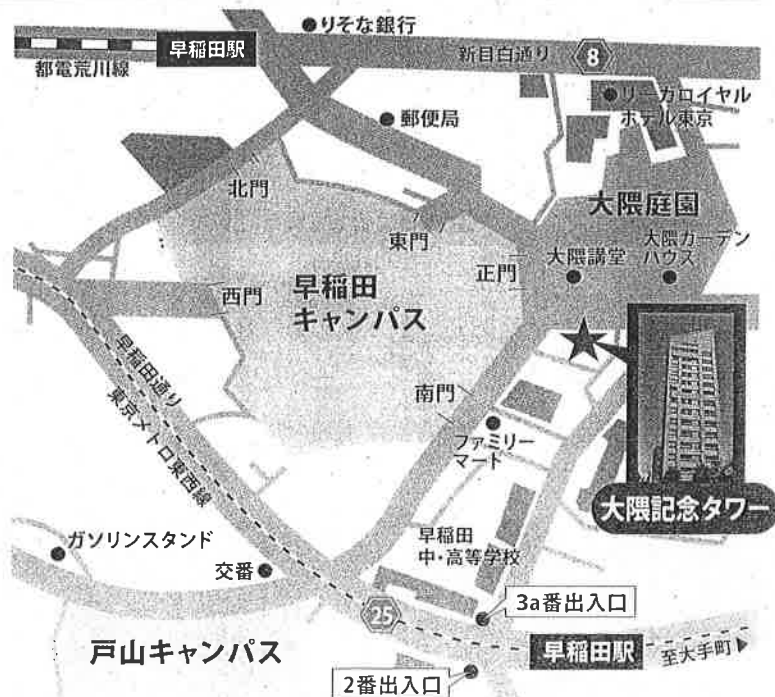 りそな銀行
早稲田駅
都電荒川線
新目白通り
8
リーガロイヤル
ホテル東京
郵便局
北門
東門
大隈庭園
正門
大隈講堂
大隈ガーデン
ハウス
西門
早稲田
キャンパス
早稲田通り
東京メトロ東西線
南門
ファミリー
マート
大隈記念タワー
ガソリンスタンド
交番
早稲田
中・高等学校
25
3a番出入口
戸山キャンパス
早稲田駅
至大手町
2番出入口